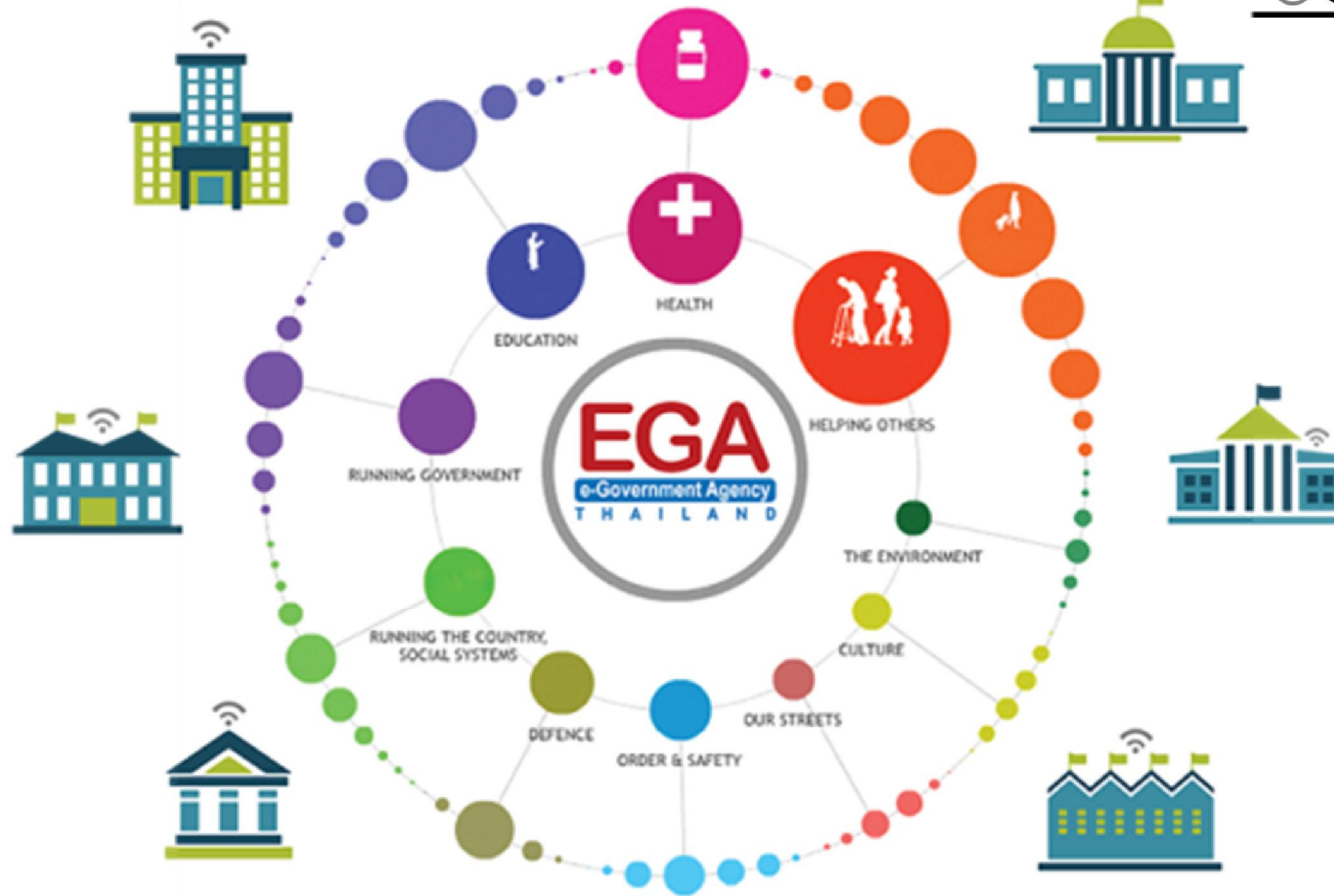 HEALTH
EDUCATION
HELPING OTHERS
RUNNING GOVERNMENT
EGA
e-Government Agency
THAILAND
THE ENVIRONMENT
RUNNING THE COUNTRY,
SOCIAL SYSTEMS
CULTURE
OUR STREETS
DEFENCE
ORDER & SAFETY